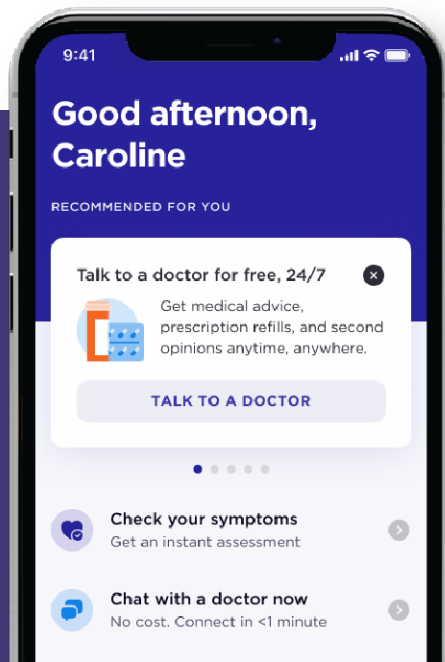 9:41
Good afternoon,
Caroline
RECOMMENDED FOR YOU
Talk to a doctor for free, 24/7
Get medical advice,
prescription refills, and second
opinions anytime, anywhere.
TALK TO A DOCTOR
Check your symptoms
Get an instant assessment
Chat with a doctor now
No cost. Connect in <1 minute